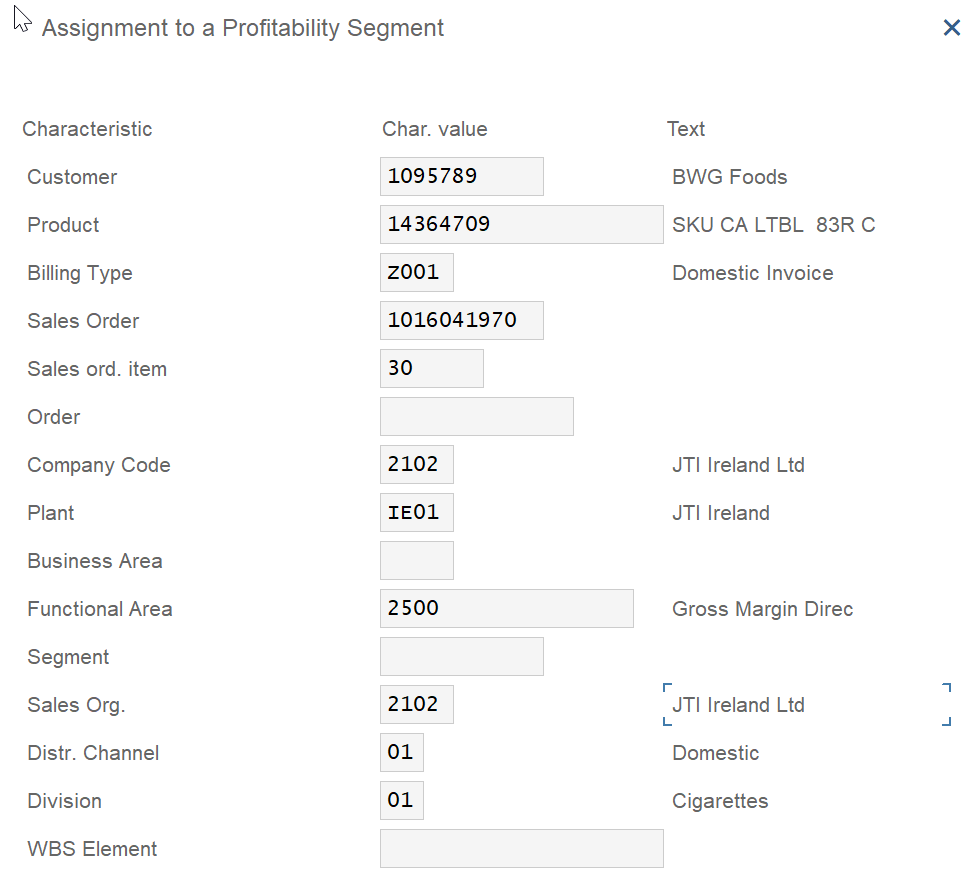 Assignment to a Profitability Segment
Characteristic Char. value Text
Customer 1095789 BWG Foods
Product 14364709 SKU CA LTBL  83R C
Billing Type Z001 Domestic Invoice
Sales Order 1016041970
Sales ord. item 30
Order
Company Code 2102 JTI Ireland Ltd
Plant IE01 JTI Ireland
Business Area
Functional Area 2500 Gross Margin Direc
Segment
Sales Org. 2102 JTI Ireland Ltd
Distr. Channel 01 Domestic
Division 01 Cigarettes
WBS Element